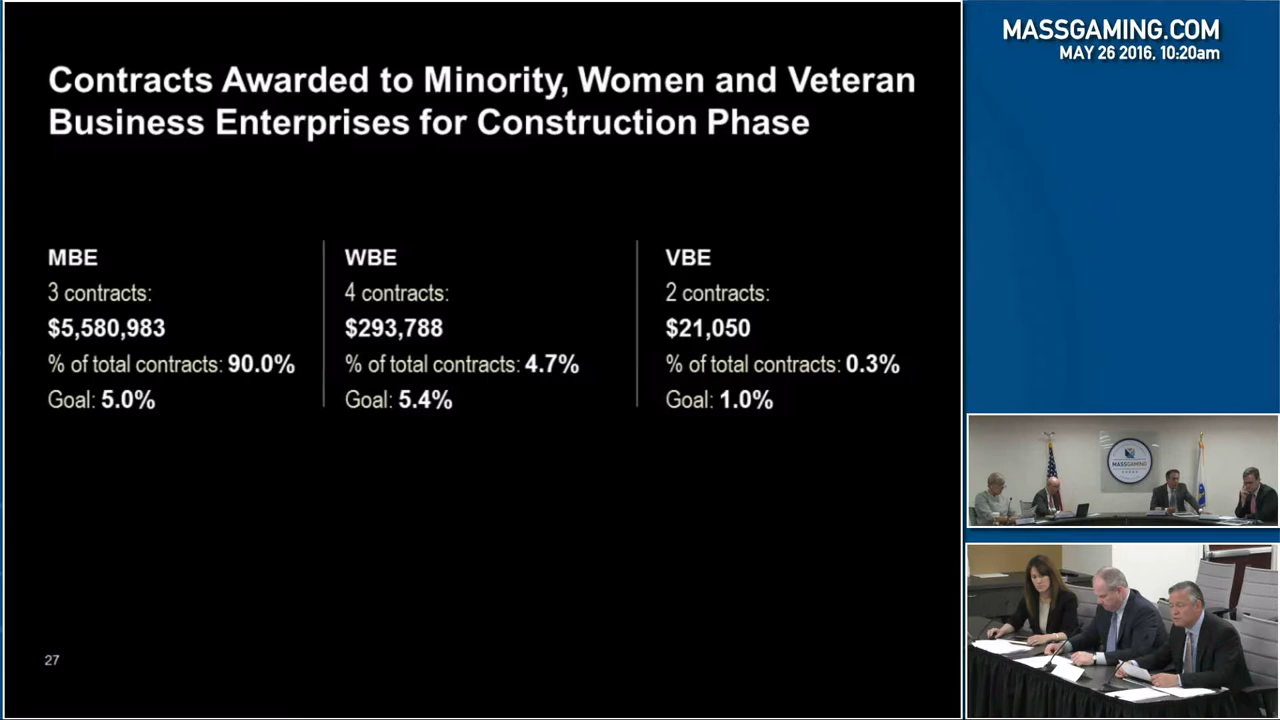 MASSGAMING.COM
MAY 26 2016, 10:20am
Contracts Awarded to Minority, Women and Veteran
Business Enterprises for Construction Phase
MBE
3 contracts:
$5,580,983
% of total contracts: 90.0%
Goal: 5.0%
WBE
4 contracts:
$293,788
% of total contracts: 4.7%
Goal: 5.4%
VBE
2 contracts:
$21,050
% of total contracts: 0.3%
Goal: 1.0%
27
MASSGAMING